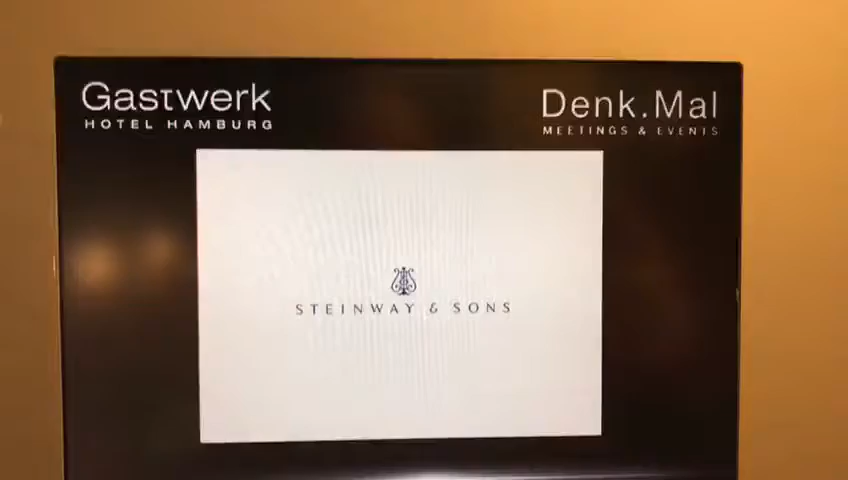 Gastwerk
HOTEL HAMBURG
Denk.Mal
MEETINGS & EVENTS
STEINWAY & SONS